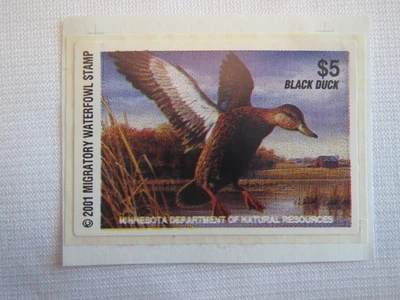 © 2001 MIGRATORY WATERFOWL STAMP
$5
BLACK DUCK
MINNESOTA DEPARTMENT OF NATURAL RESOURCES